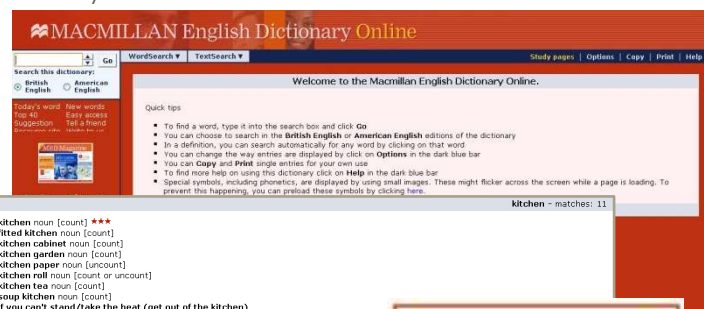 MACMILLAN English Dictionary Online
Go
WordSearch ▼ TextSearch ▼
Study pages | Options | Copy | Print | Help
Search this dictionary:
British English American English
Today's word New words
Top 40 Easy access
Suggestion Tell a friend
Resource site Write to us
MED Magazine
Welcome to the Macmillan English Dictionary Online.
Quick tips
▪ To find a word, type it into the search box and click Go
▪ You can choose to search in the British English or American English editions of the dictionary
▪ In a definition, you can search automatically for any word by clicking on that word
▪ You can change the way entries are displayed by click on Options in the dark blue bar
▪ You can Copy and Print single entries for your own use
▪ To find more help on using this dictionary click on Help in the dark blue bar
▪ Special symbols, including phonetics, are displayed by using small images. These might flicker across the screen while a page is loading. To
prevent this happening, you can preload these symbols by clicking here.
kitchen - matches: 11
kitchen noun [count] ★★★
fitted kitchen noun [count]
kitchen cabinet noun [count]
kitchen garden noun [count]
kitchen paper noun [uncount]
kitchen roll noun [count or uncount]
kitchen tea noun [count]
soup kitchen noun [count]
if you can't stand/take the heat (get out of the kitchen)